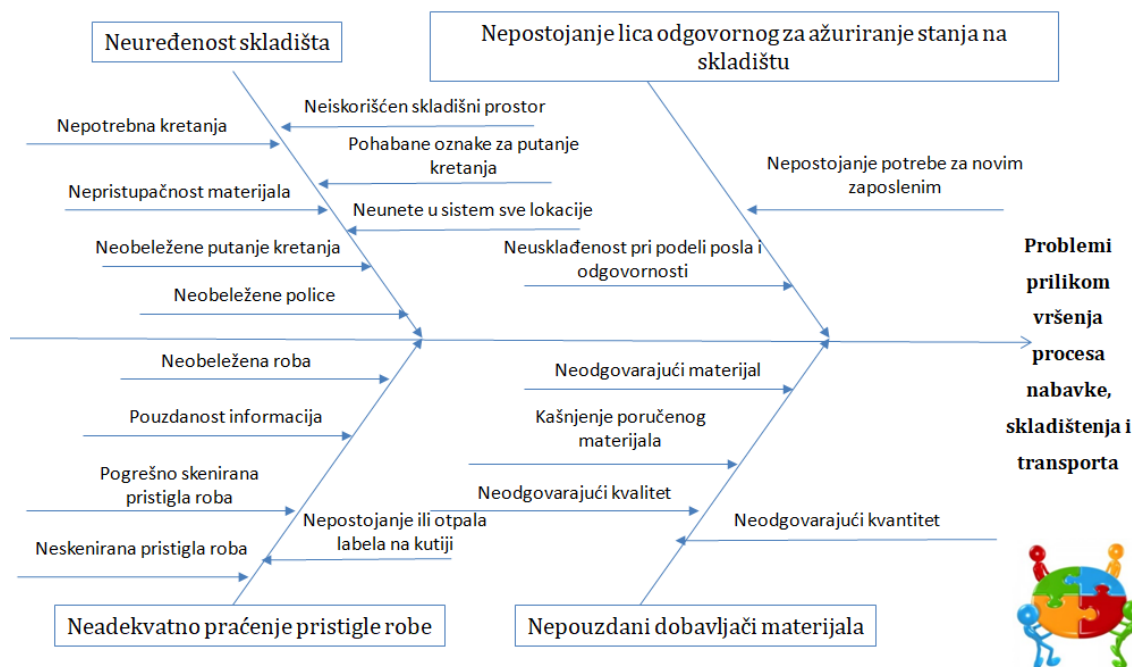 Neuređenost skladišta
Nepostojanje lica odgovornog za ažuriranje stanja na
skladištu
Neiskorišćen skladišni prostor
Nepotrebna kretanja
Pohabane oznake za putanje
kretanja
Nepristupačnost materijala
Neunete u sistem sve lokacije
Neobeležene putanje kretanja
Neobeležene police
Nepostojanje potrebe za novim
zaposlenim
Neusklađenost pri podeli posla i
odgovornosti
Problemi
prilikom
vršenja
procesa
nabavke,
skladištenja i
transporta
Neobeležena roba
Pouzdanost informacija
Pogrešno skenirana
pristigla roba
Nepostojanje ili otpala
labela na kutiji
Neskenirana pristigla roba
Neodgovarajući materijal
Kašnjenje poručenog
materijala
Neodgovarajući kvalitet
Neodgovarajući kvantitet
Neadekvatno praćenje pristigle robe
Nepouzdani dobavljači materijala